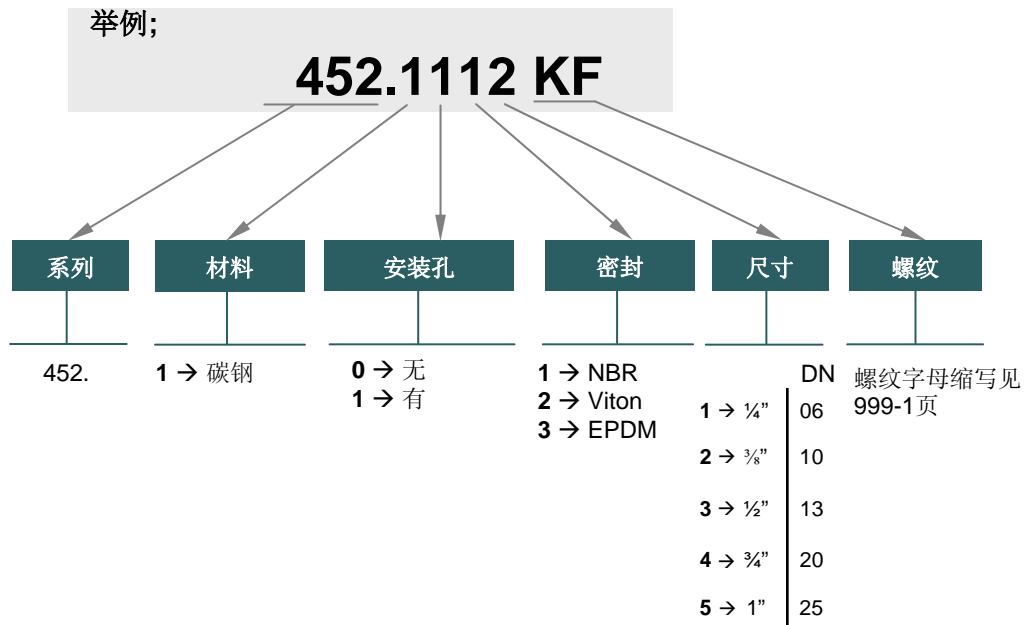 举例;
452.1112 KF
系列
材料
安装孔
密封
尺寸
螺纹
452.
1 → 碳钢
0 → 无
1 → 有
1 → NBR
2 → Viton
3 → EPDM
DN
1 → ¼” 06
2 → ⅜” 10
3 → ½” 13
4 → ¾” 20
5 → 1” 25
螺纹字母缩写见
999-1页